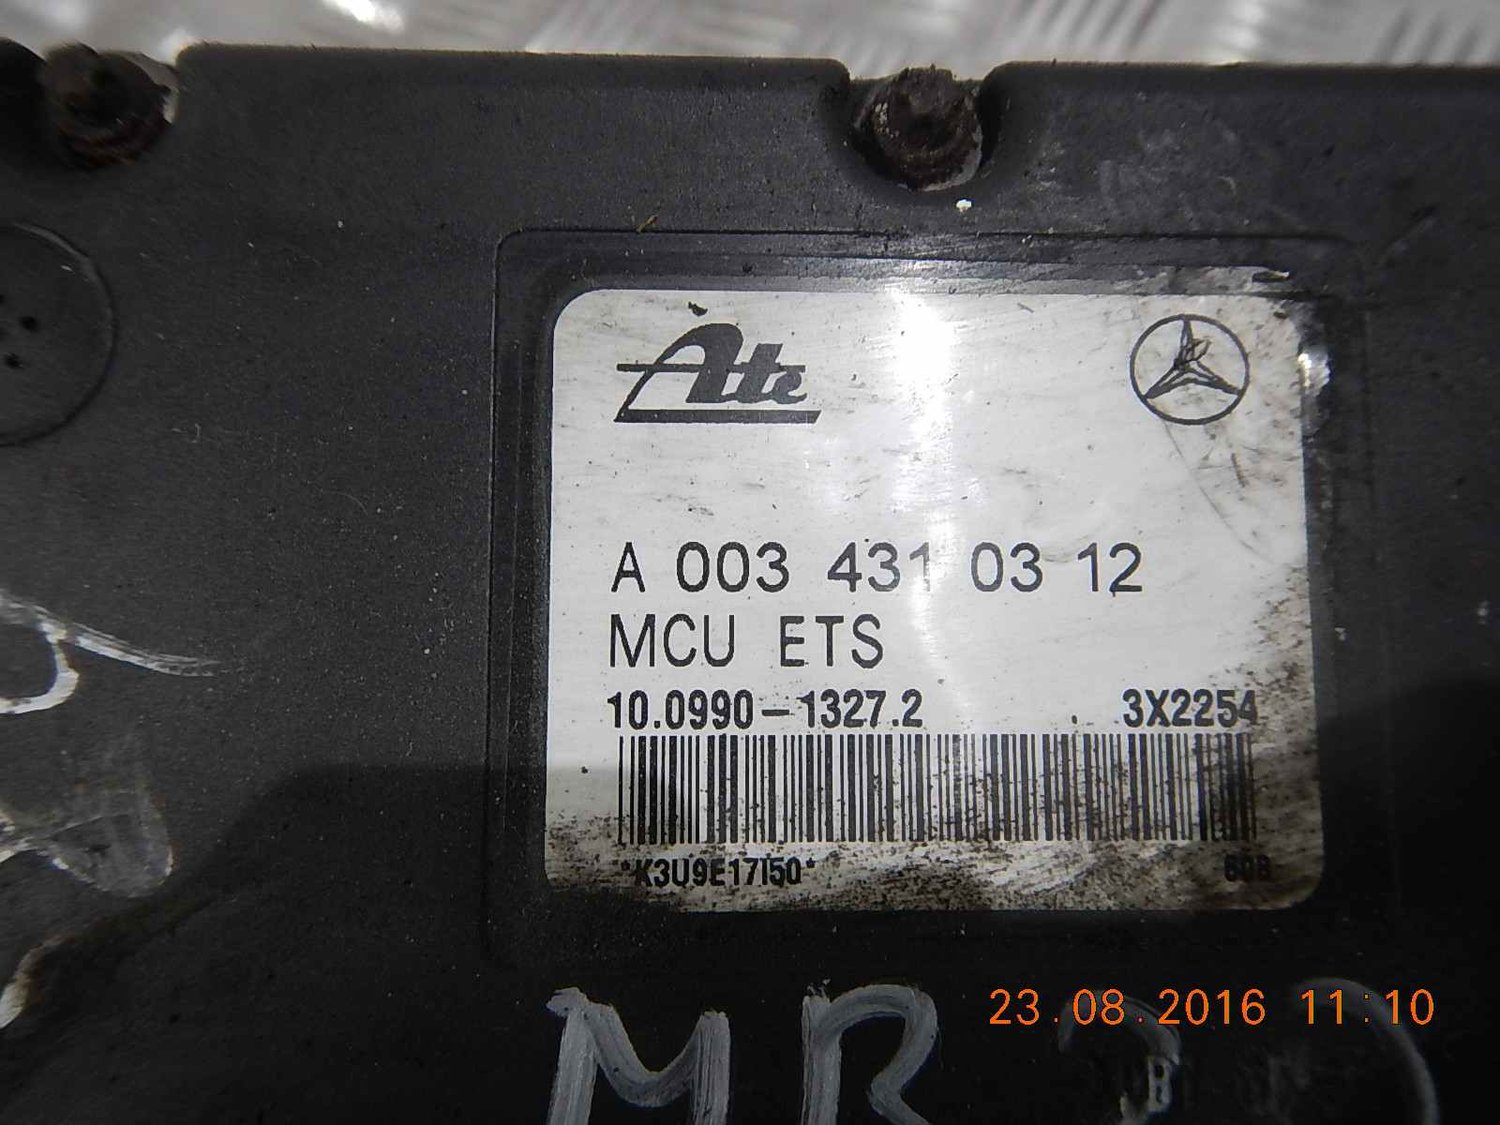 Ate
A 003 431 03 12
MCU ETS
10.0990-1327.2 3X2254
*K3U9E17I50*
23.08.2016 11:10
MR